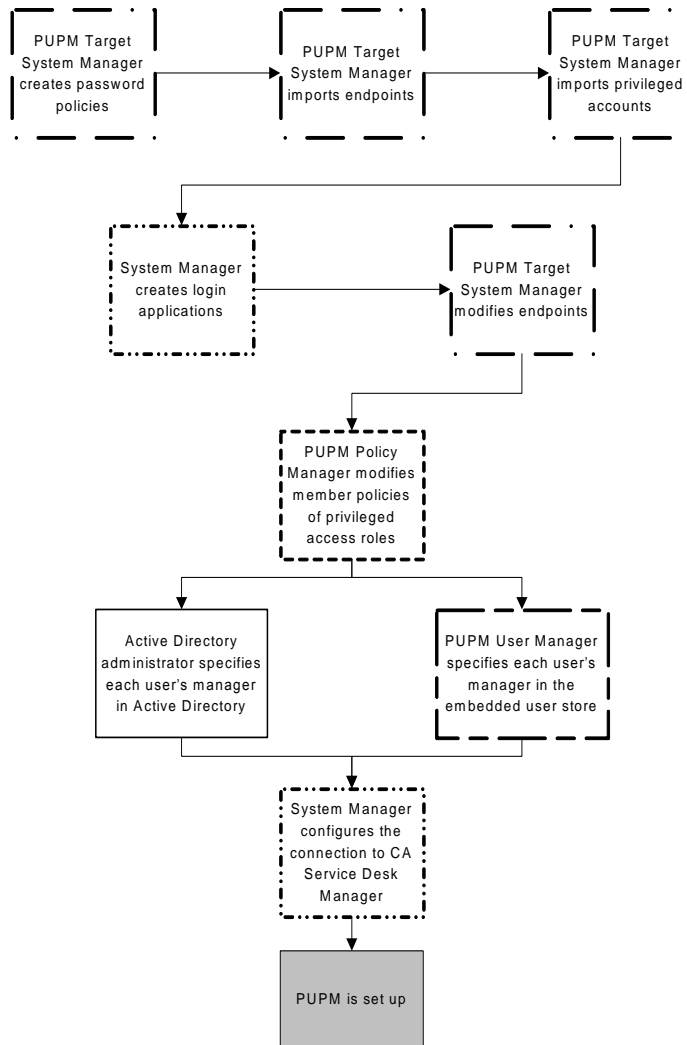 PUPM Target
System Manager
creates password
policies
PUPM Target
System Manager
imports endpoints
PUPM Target
System Manager
imports privileged
accounts
System Manager
creates login
applications
PUPM Target
System Manager
modifies endpoints
PUPM Policy
Manager modifies
member policies
of privileged
access roles
Active Directory
administrator specifies
each user's manager
in Active Directory
PUPM User Manager
specifies each user's
manager in the
embedded user store
System Manager
configures the
connection to CA
Service Desk
Manager
PUPM is set up